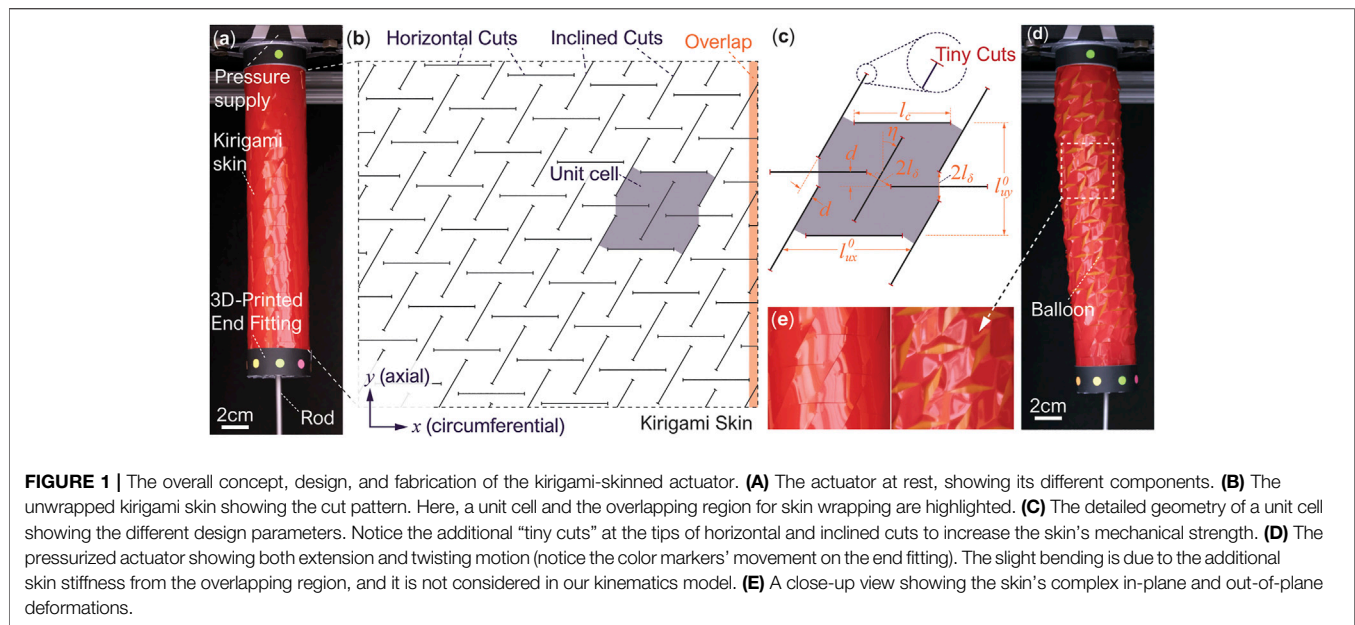 (a)
Pressure
supply
Kirigami
skin
3D-Printed
End Fitting
2cm
Rod
(b)
Horizontal Cuts
Inclined Cuts
Overlap
Unit cell
y (axial)
x (circumferential)
Kirigami Skin
(c)
Tiny Cuts
l_c
η
d
2l_δ
2l_δ
l⁰_uy
d
l⁰_ux
(d)
Balloon
2cm
(e)
FIGURE 1 | The overall concept, design, and fabrication of the kirigami-skinned actuator. (A) The actuator at rest, showing its different components. (B) The
unwrapped kirigami skin showing the cut pattern. Here, a unit cell and the overlapping region for skin wrapping are highlighted. (C) The detailed geometry of a unit cell
showing the different design parameters. Notice the additional “tiny cuts” at the tips of horizontal and inclined cuts to increase the skin’s mechanical strength. (D) The
pressurized actuator showing both extension and twisting motion (notice the color markers’ movement on the end fitting). The slight bending is due to the additional
skin stiffness from the overlapping region, and it is not considered in our kinematics model. (E) A close-up view showing the skin’s complex in-plane and out-of-plane
deformations.